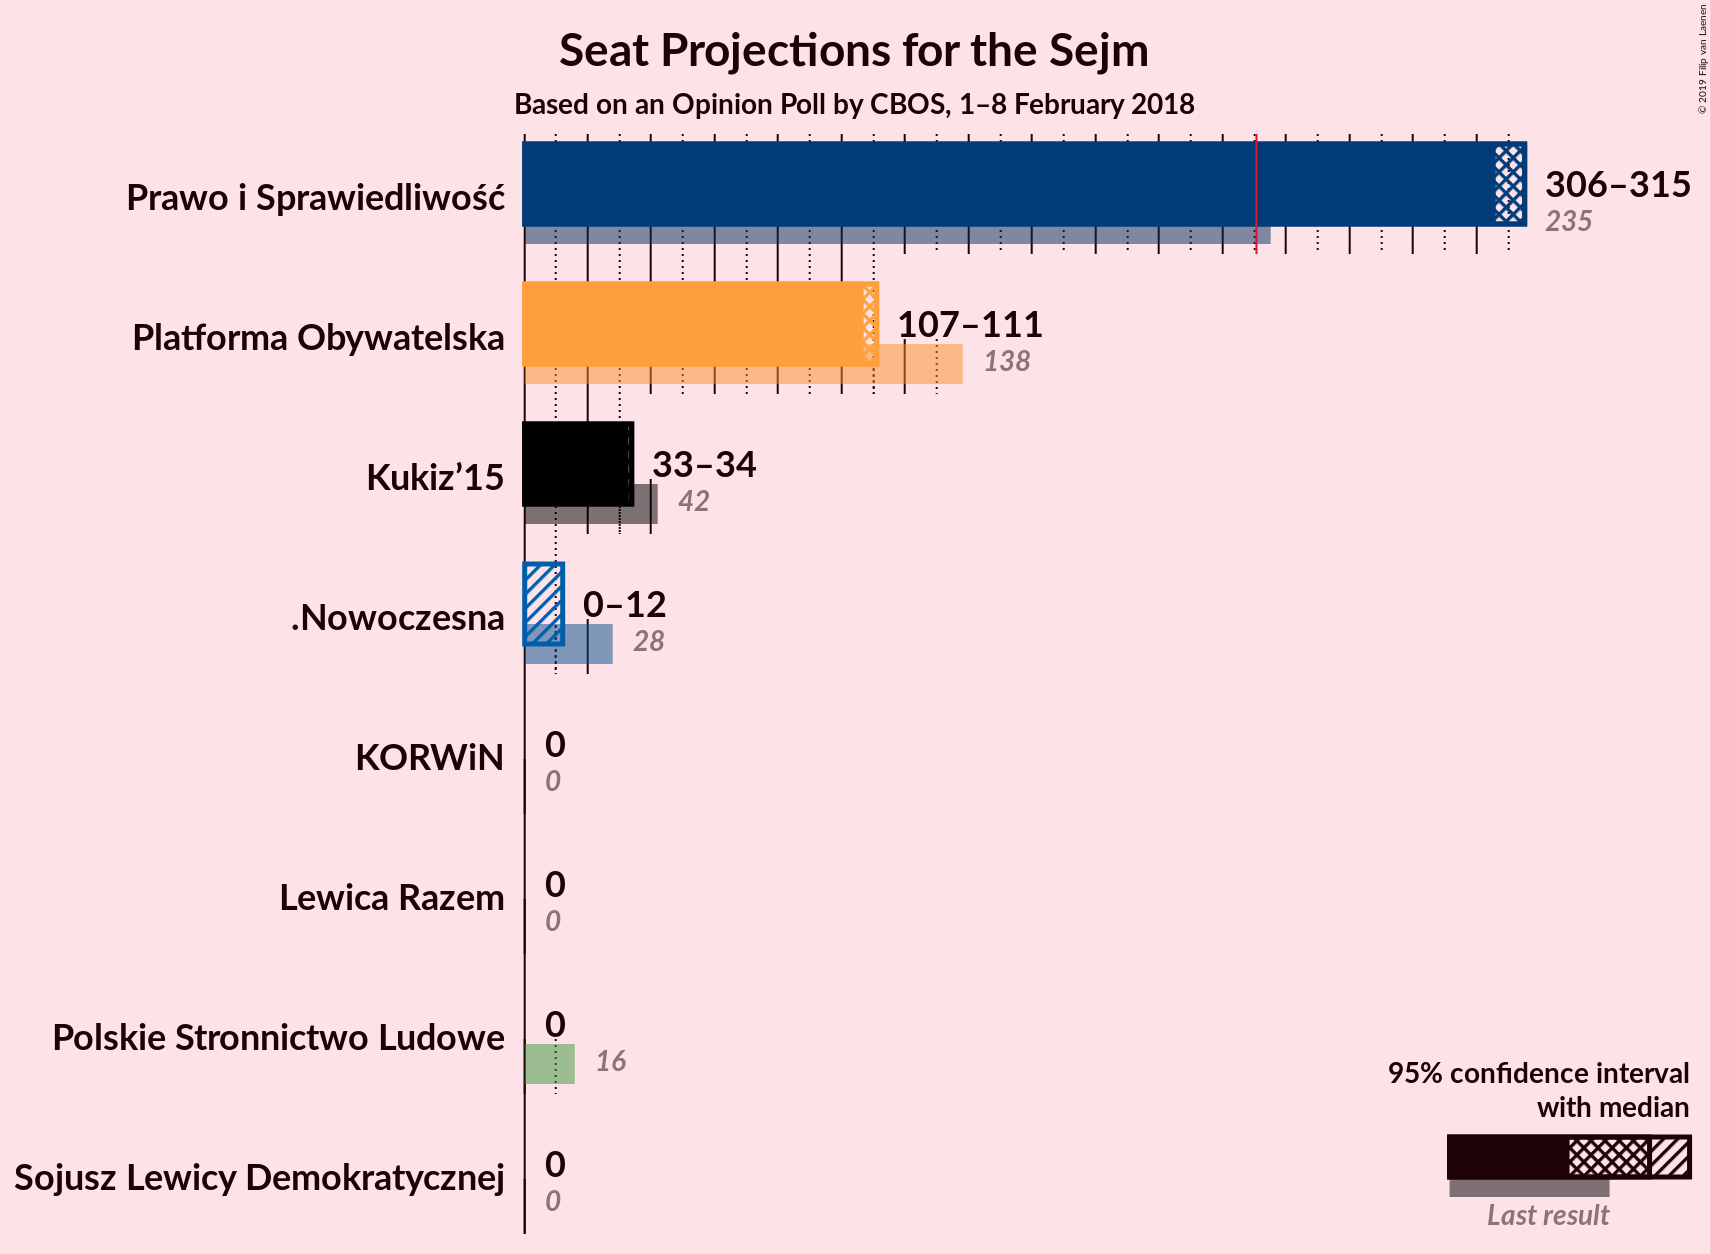 Seat Projections for the Sejm
Based on an Opinion Poll by CBOS, 1–8 February 2018
© 2019 Filip van Laenen
Prawo i Sprawiedliwość
306–315
235
Platforma Obywatelska
107–111
138
Kukiz’15
33–34
42
.Nowoczesna
0–12
28
KORWiN
0
0
Lewica Razem
0
0
Polskie Stronnictwo Ludowe
0
16
Sojusz Lewicy Demokratycznej
0
0
95% confidence interval
with median
Last result